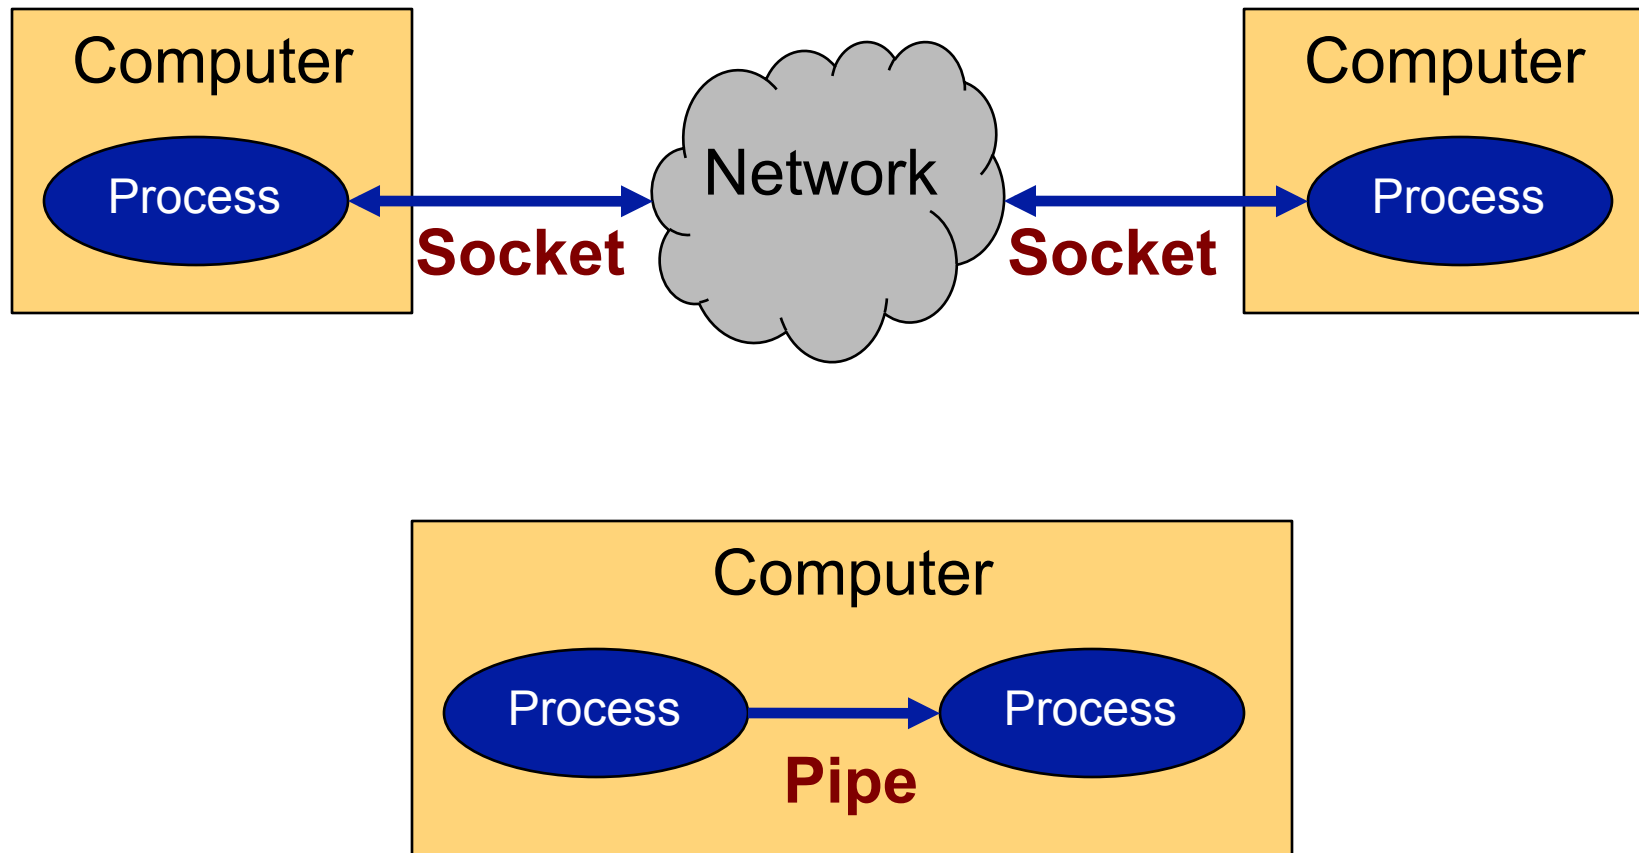 Computer
Process
Socket
Network
Socket
Computer
Process
Computer
Process
Process
Pipe